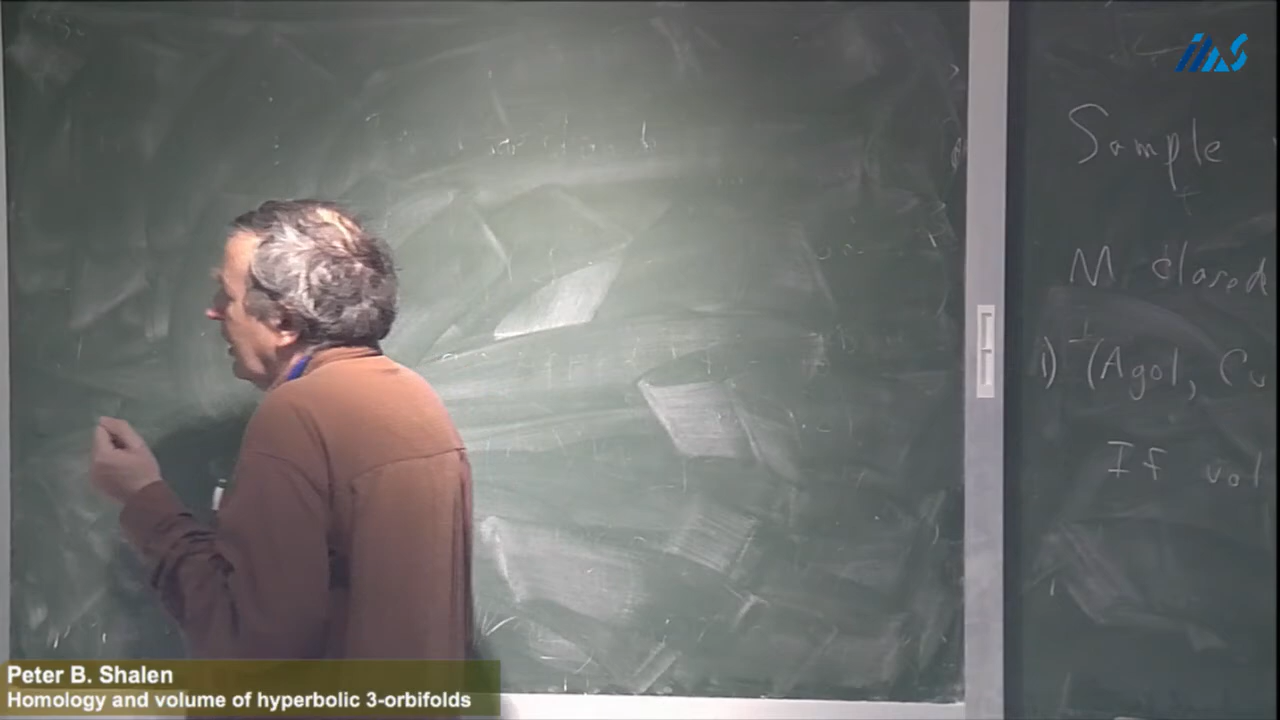 Sample
M closed
1) (Agol, Cu
If vol
Peter B. Shalen
Homology and volume of hyperbolic 3-orbifolds